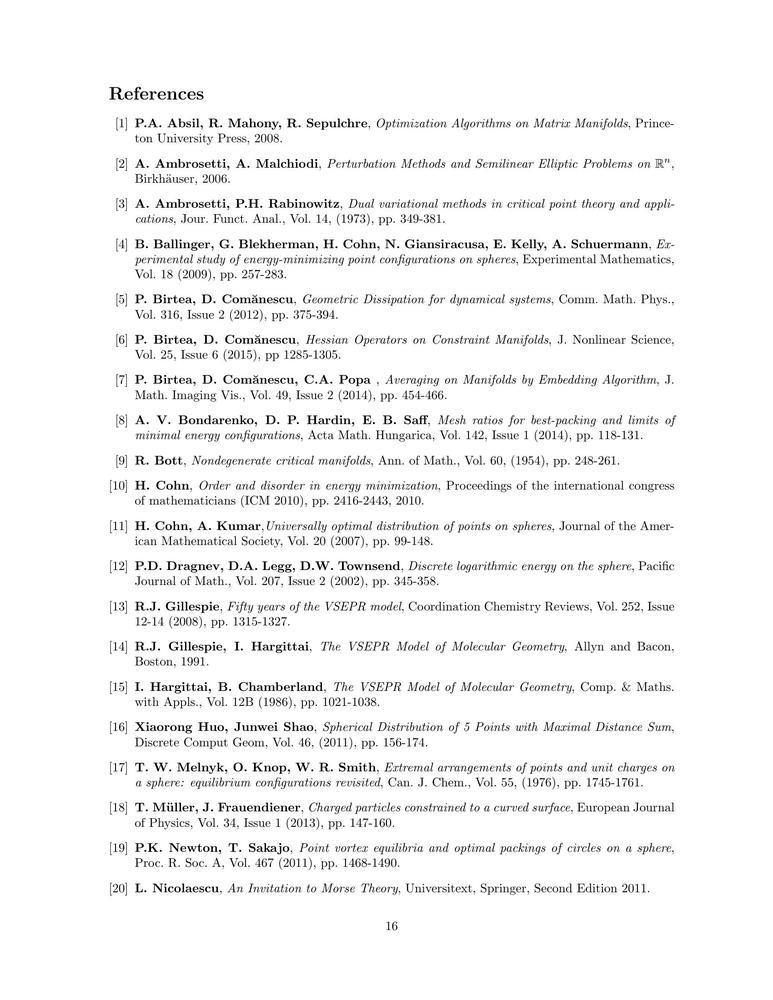 References
[1] P.A. Absil, R. Mahony, R. Sepulchre, Optimization Algorithms on Matrix Manifolds, Prince-
ton University Press, 2008.
[2] A. Ambrosetti, A. Malchiodi, Perturbation Methods and Semilinear Elliptic Problems on ℝⁿ,
Birkhäuser, 2006.
[3] A. Ambrosetti, P.H. Rabinowitz, Dual variational methods in critical point theory and appli-
cations, Jour. Funct. Anal., Vol. 14, (1973), pp. 349-381.
[4] B. Ballinger, G. Blekherman, H. Cohn, N. Giansiracusa, E. Kelly, A. Schuermann, Ex-
perimental study of energy-minimizing point configurations on spheres, Experimental Mathematics,
Vol. 18 (2009), pp. 257-283.
[5] P. Birtea, D. Comănescu, Geometric Dissipation for dynamical systems, Comm. Math. Phys.,
Vol. 316, Issue 2 (2012), pp. 375-394.
[6] P. Birtea, D. Comănescu, Hessian Operators on Constraint Manifolds, J. Nonlinear Science,
Vol. 25, Issue 6 (2015), pp 1285-1305.
[7] P. Birtea, D. Comănescu, C.A. Popa , Averaging on Manifolds by Embedding Algorithm, J.
Math. Imaging Vis., Vol. 49, Issue 2 (2014), pp. 454-466.
[8] A. V. Bondarenko, D. P. Hardin, E. B. Saff, Mesh ratios for best-packing and limits of
minimal energy configurations, Acta Math. Hungarica, Vol. 142, Issue 1 (2014), pp. 118-131.
[9] R. Bott, Nondegenerate critical manifolds, Ann. of Math., Vol. 60, (1954), pp. 248-261.
[10] H. Cohn, Order and disorder in energy minimization, Proceedings of the international congress
of mathematicians (ICM 2010), pp. 2416-2443, 2010.
[11] H. Cohn, A. Kumar,Universally optimal distribution of points on spheres, Journal of the Amer-
ican Mathematical Society, Vol. 20 (2007), pp. 99-148.
[12] P.D. Dragnev, D.A. Legg, D.W. Townsend, Discrete logarithmic energy on the sphere, Pacific
Journal of Math., Vol. 207, Issue 2 (2002), pp. 345-358.
[13] R.J. Gillespie, Fifty years of the VSEPR model, Coordination Chemistry Reviews, Vol. 252, Issue
12-14 (2008), pp. 1315-1327.
[14] R.J. Gillespie, I. Hargittai, The VSEPR Model of Molecular Geometry, Allyn and Bacon,
Boston, 1991.
[15] I. Hargittai, B. Chamberland, The VSEPR Model of Molecular Geometry, Comp. & Maths.
with Appls., Vol. 12B (1986), pp. 1021-1038.
[16] Xiaorong Huo, Junwei Shao, Spherical Distribution of 5 Points with Maximal Distance Sum,
Discrete Comput Geom, Vol. 46, (2011), pp. 156-174.
[17] T. W. Melnyk, O. Knop, W. R. Smith, Extremal arrangements of points and unit charges on
a sphere: equilibrium configurations revisited, Can. J. Chem., Vol. 55, (1976), pp. 1745-1761.
[18] T. Müller, J. Frauendiener, Charged particles constrained to a curved surface, European Journal
of Physics, Vol. 34, Issue 1 (2013), pp. 147-160.
[19] P.K. Newton, T. Sakajo, Point vortex equilibria and optimal packings of circles on a sphere,
Proc. R. Soc. A, Vol. 467 (2011), pp. 1468-1490.
[20] L. Nicolaescu, An Invitation to Morse Theory, Universitext, Springer, Second Edition 2011.
16